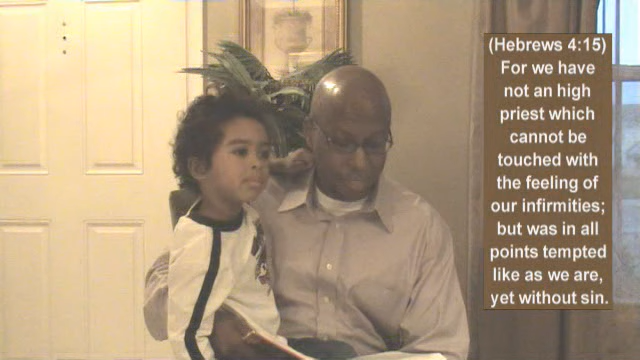 (Hebrews 4:15)
For we have
not an high
priest which
cannot be
touched with
the feeling of
our infirmities;
but was in all
points tempted
like as we are,
yet without sin.